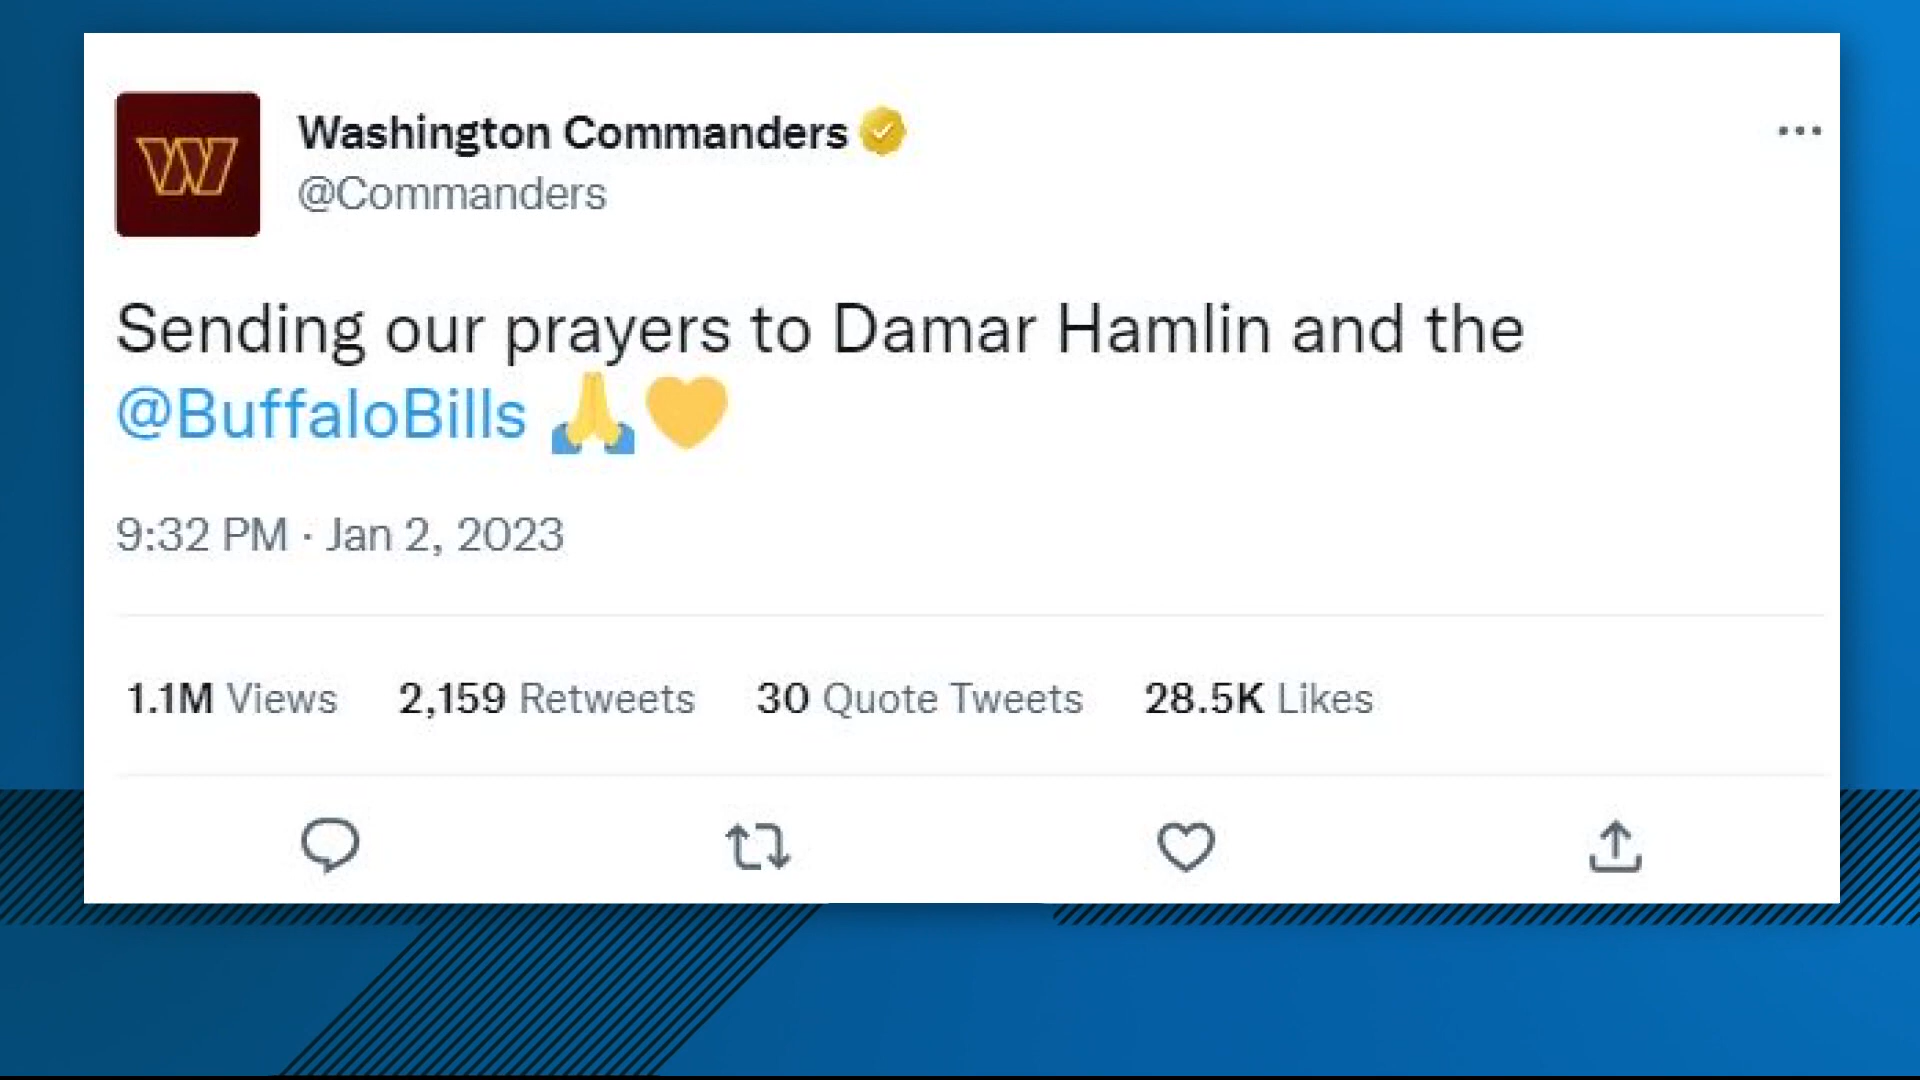 Washington Commanders
@Commanders
Sending our prayers to Damar Hamlin and the
@BuffaloBills 🙏💛
9:32 PM · Jan 2, 2023
1.1M Views 2,159 Retweets 30 Quote Tweets 28.5K Likes